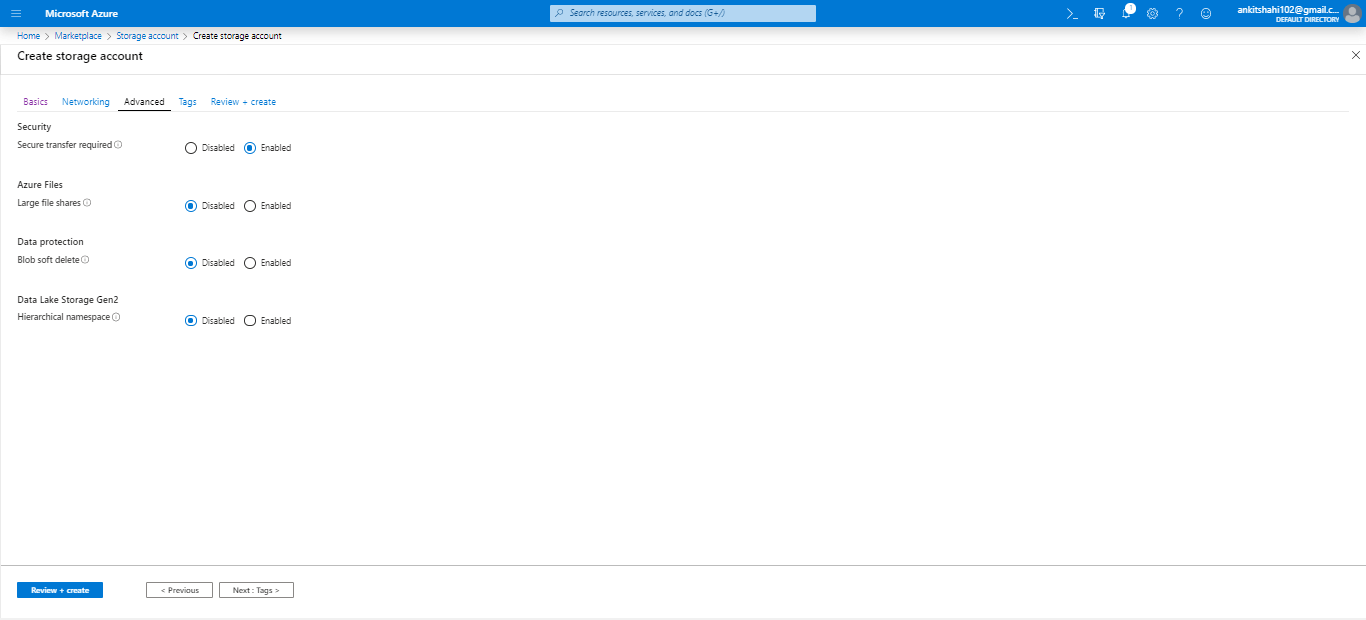 Microsoft Azure
Search resources, services, and docs (G+/)
1
ankitshahi102@gmail.c...
DEFAULT DIRECTORY
Home > Marketplace > Storage account > Create storage account
Create storage account
Basics Networking Advanced Tags Review + create
Security
Secure transfer required Disabled Enabled
Azure Files
Large file shares Disabled Enabled
Data protection
Blob soft delete Disabled Enabled
Data Lake Storage Gen2
Hierarchical namespace Disabled Enabled
Review + create < Previous Next : Tags >